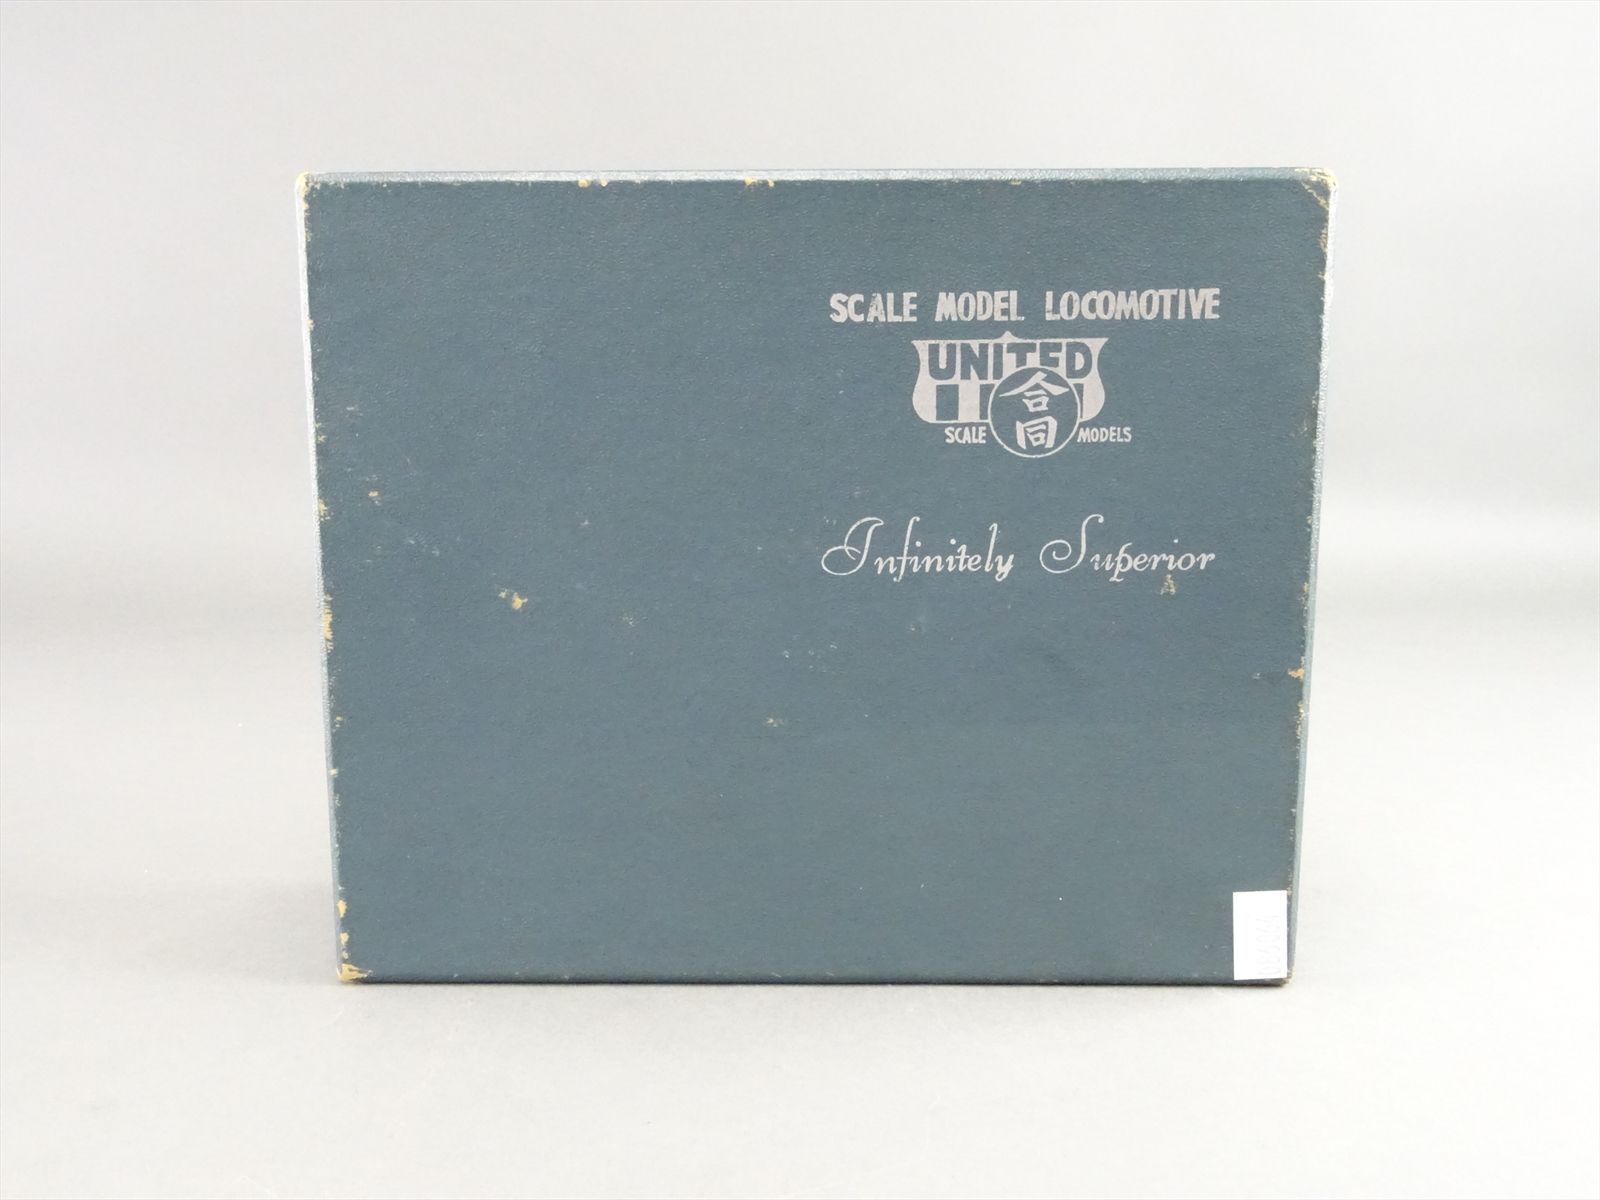 SCALE MODEL LOCOMOTIVE
UNITED
合同
SCALE MODELS
Infinitely Superior